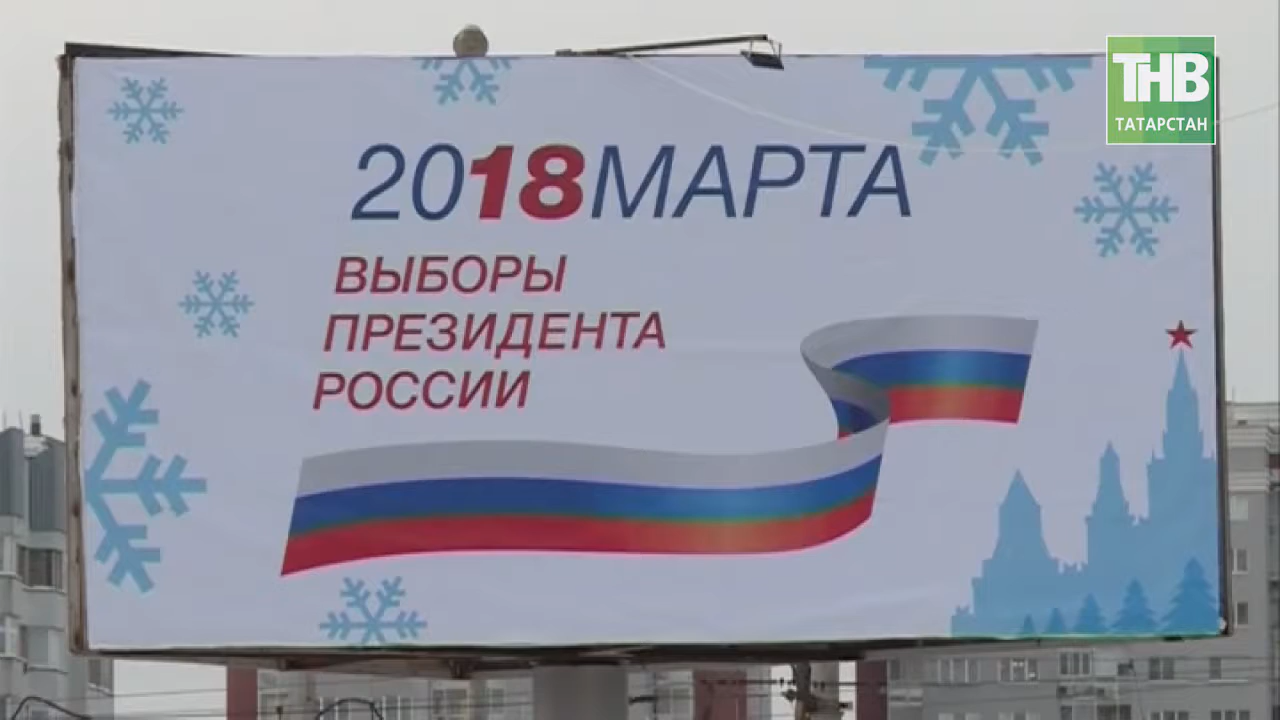 ТНВ
ТАТАРСТАН
2018МАРТА
ВЫБОРЫ
ПРЕЗИДЕНТА
РОССИИ